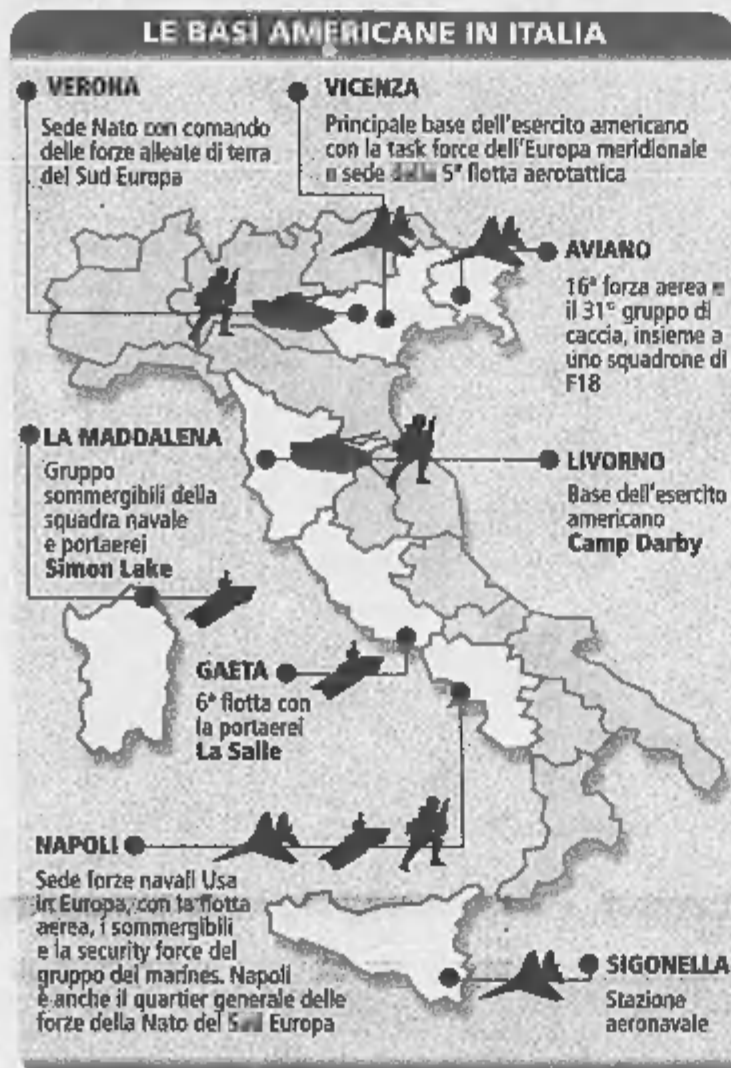 LE BASI AMERICANE IN ITALIA
VERONA
Sede Nato con comando
delle forze alleate di terra
del Sud Europa
VICENZA
Principale base dell'esercito americano
con la task force dell'Europa meridionale
e sede della 5ª flotta aerotattica
AVIANO
16ª forza aerea e
il 31° gruppo di
caccia, insieme a
uno squadrone di
F18
LA MADDALENA
Gruppo
sommergibili della
squadra navale
e portaerei
Simon Lake
LIVORNO
Base dell'esercito
americano
Camp Darby
GAETA
6ª flotta con
la portaerei
La Salle
NAPOLI
Sede forze navali Usa
in Europa, con la flotta
aerea, i sommergibili
e la security force del
gruppo dei marines. Napoli
è anche il quartier generale delle
forze della Nato del Sud Europa
SIGONELLA
Stazione
aeronavale